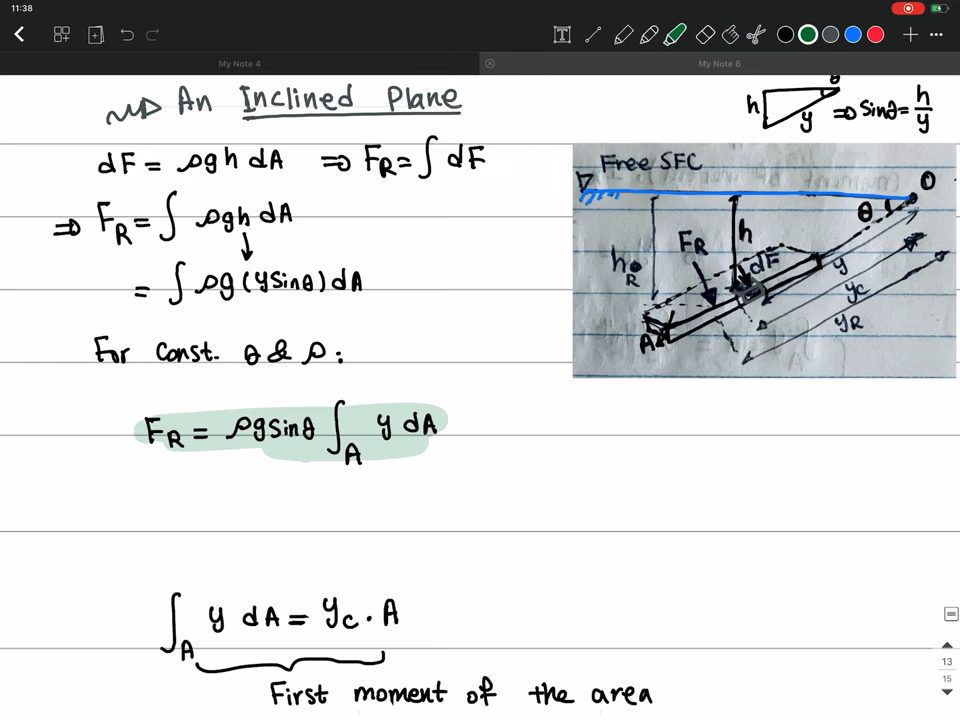 11:38
My Note 4
My Note 6
An Inclined Plane
h y θ ⇒ Sinθ = h/y
dF = ρgh dA ⇒ F_R = ∫ dF
⇒ F_R = ∫ ρgh dA
= ∫ ρg (y sinθ) dA
For Const. θ & ρ :
F_R = ρg sinθ ∫_A y dA
Free SFC
O
θ
h
F_R
h_R
dF
y
y_C
y_R
A
∫_A y dA = y_C . A
First moment of the area
13
15